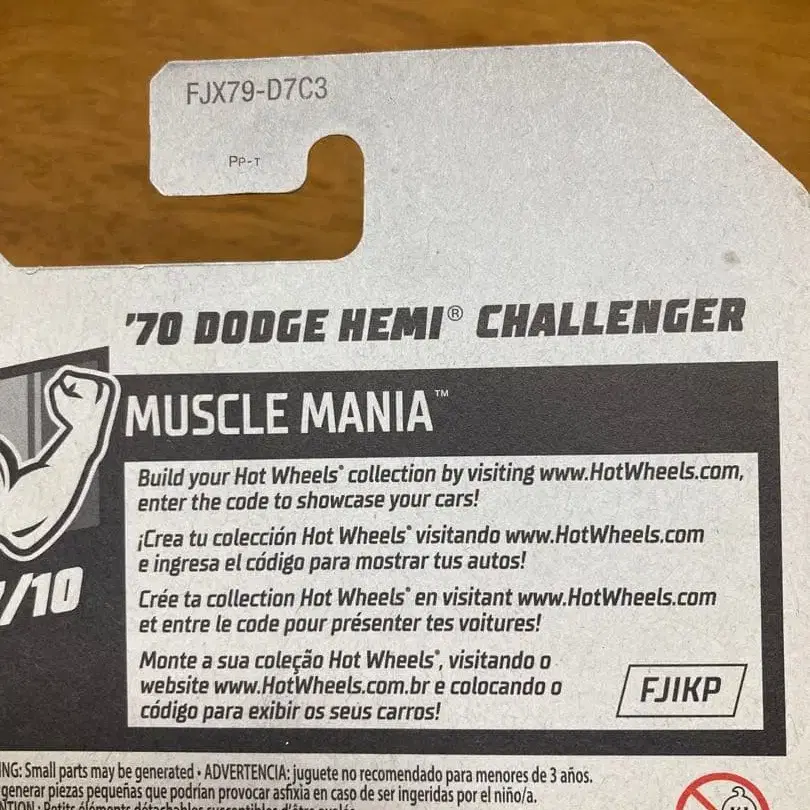 FJX79-D7C3
PP-T
'70 DODGE HEMI® CHALLENGER
MUSCLE MANIA™
Build your Hot Wheels® collection by visiting www.HotWheels.com,
enter the code to showcase your cars!
¡Crea tu colección Hot Wheels® visitando www.HotWheels.com
e ingresa el código para mostrar tus autos!
Crée ta collection Hot Wheels® en visitant www.HotWheels.com
et entre le code pour présenter tes voitures!
/10
Monte a sua coleção Hot Wheels®, visitando o
website www.HotWheels.com.br e colocando o
código para exibir os seus carros!
FJIKP
NG: Small parts may be generated • ADVERTENCIA: juguete no recomendado para menores de 3 años.
generar piezas pequeñas que podrían provocar asfixia en caso de ser ingeridas por el niño/a.